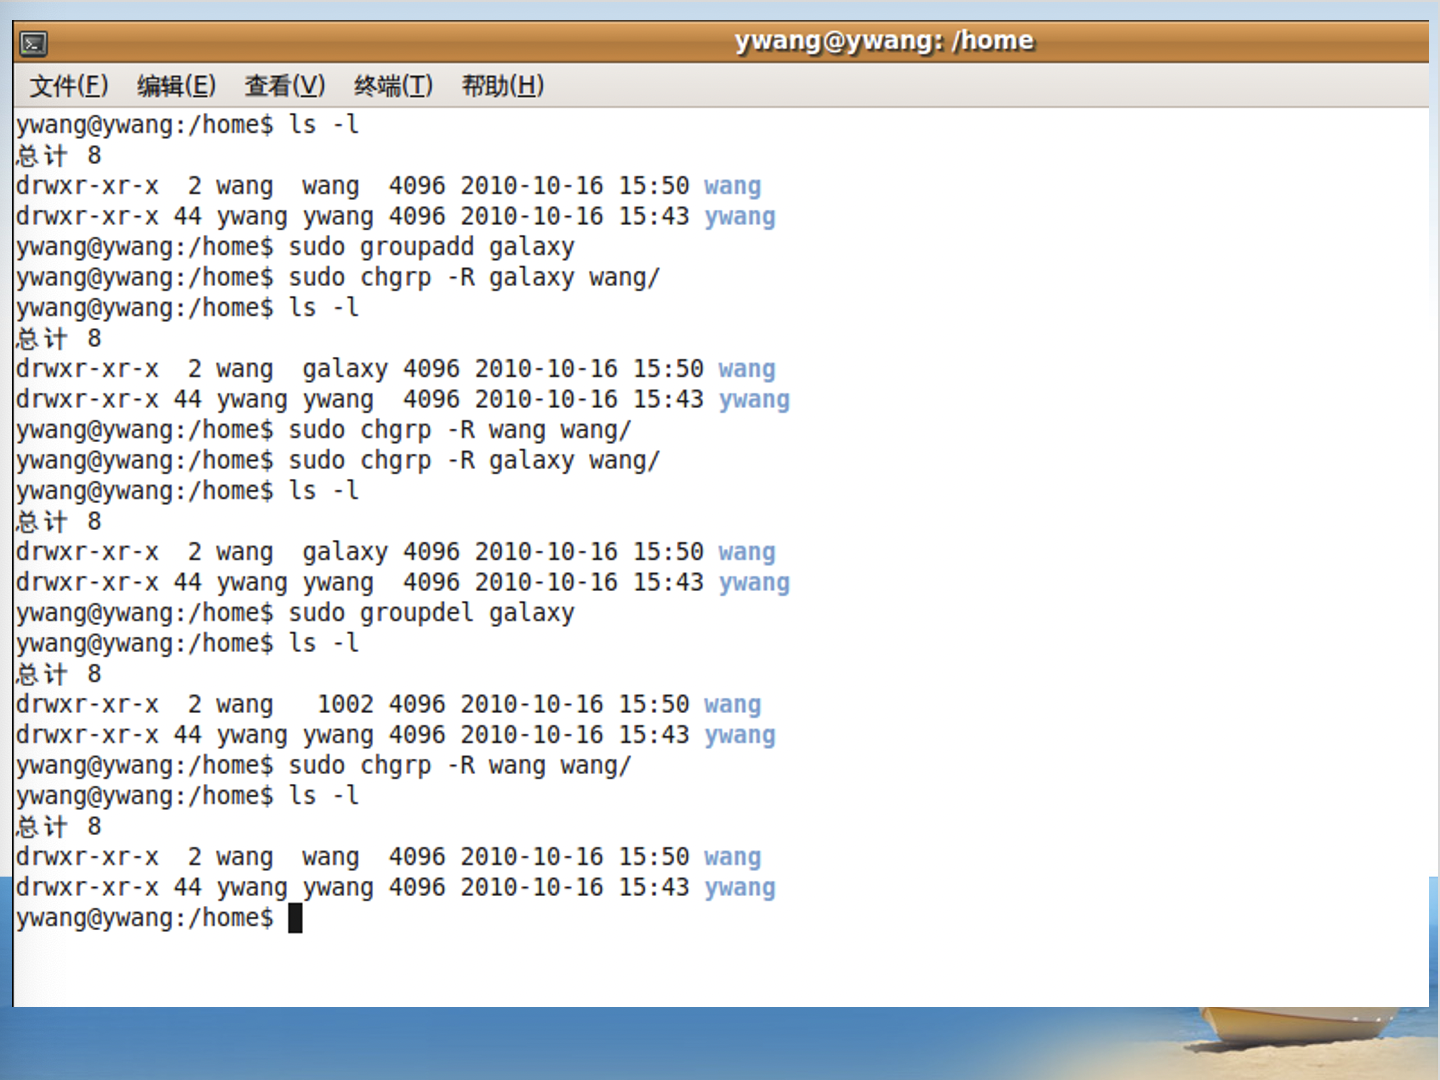 ywang@ywang: /home
文件(F) 编辑(E) 查看(V) 终端(T) 帮助(H)
ywang@ywang:/home$ ls -l
总计 8
drwxr-xr-x  2 wang  wang  4096 2010-10-16 15:50 wang
drwxr-xr-x 44 ywang ywang 4096 2010-10-16 15:43 ywang
ywang@ywang:/home$ sudo groupadd galaxy
ywang@ywang:/home$ sudo chgrp -R galaxy wang/
ywang@ywang:/home$ ls -l
总计 8
drwxr-xr-x  2 wang  galaxy 4096 2010-10-16 15:50 wang
drwxr-xr-x 44 ywang ywang  4096 2010-10-16 15:43 ywang
ywang@ywang:/home$ sudo chgrp -R wang wang/
ywang@ywang:/home$ sudo chgrp -R galaxy wang/
ywang@ywang:/home$ ls -l
总计 8
drwxr-xr-x  2 wang  galaxy 4096 2010-10-16 15:50 wang
drwxr-xr-x 44 ywang ywang  4096 2010-10-16 15:43 ywang
ywang@ywang:/home$ sudo groupdel galaxy
ywang@ywang:/home$ ls -l
总计 8
drwxr-xr-x  2 wang   1002 4096 2010-10-16 15:50 wang
drwxr-xr-x 44 ywang ywang 4096 2010-10-16 15:43 ywang
ywang@ywang:/home$ sudo chgrp -R wang wang/
ywang@ywang:/home$ ls -l
总计 8
drwxr-xr-x  2 wang  wang  4096 2010-10-16 15:50 wang
drwxr-xr-x 44 ywang ywang 4096 2010-10-16 15:43 ywang
ywang@ywang:/home$